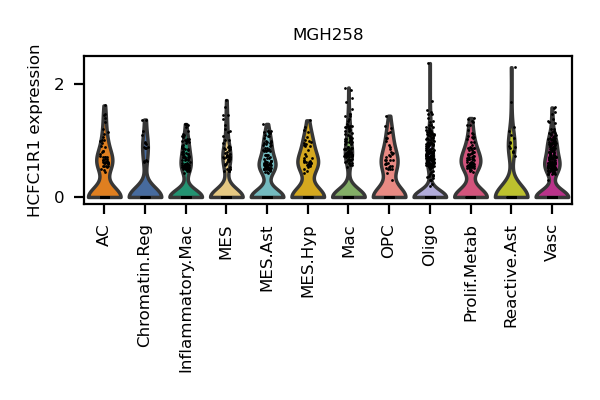 MGH258
HCFC1R1 expression
2
0
AC
Chromatin.Reg
Inflammatory.Mac
MES
MES.Ast
MES.Hyp
Mac
OPC
Oligo
Prolif.Metab
Reactive.Ast
Vasc